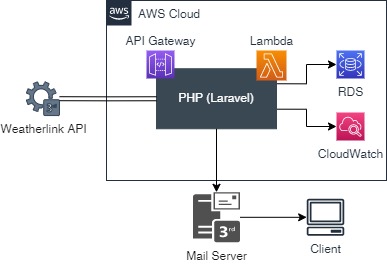 aws
AWS Cloud
API Gateway
Lambda
PHP (Laravel)
RDS
Weatherlink API
CloudWatch
3rd
Mail Server
Client